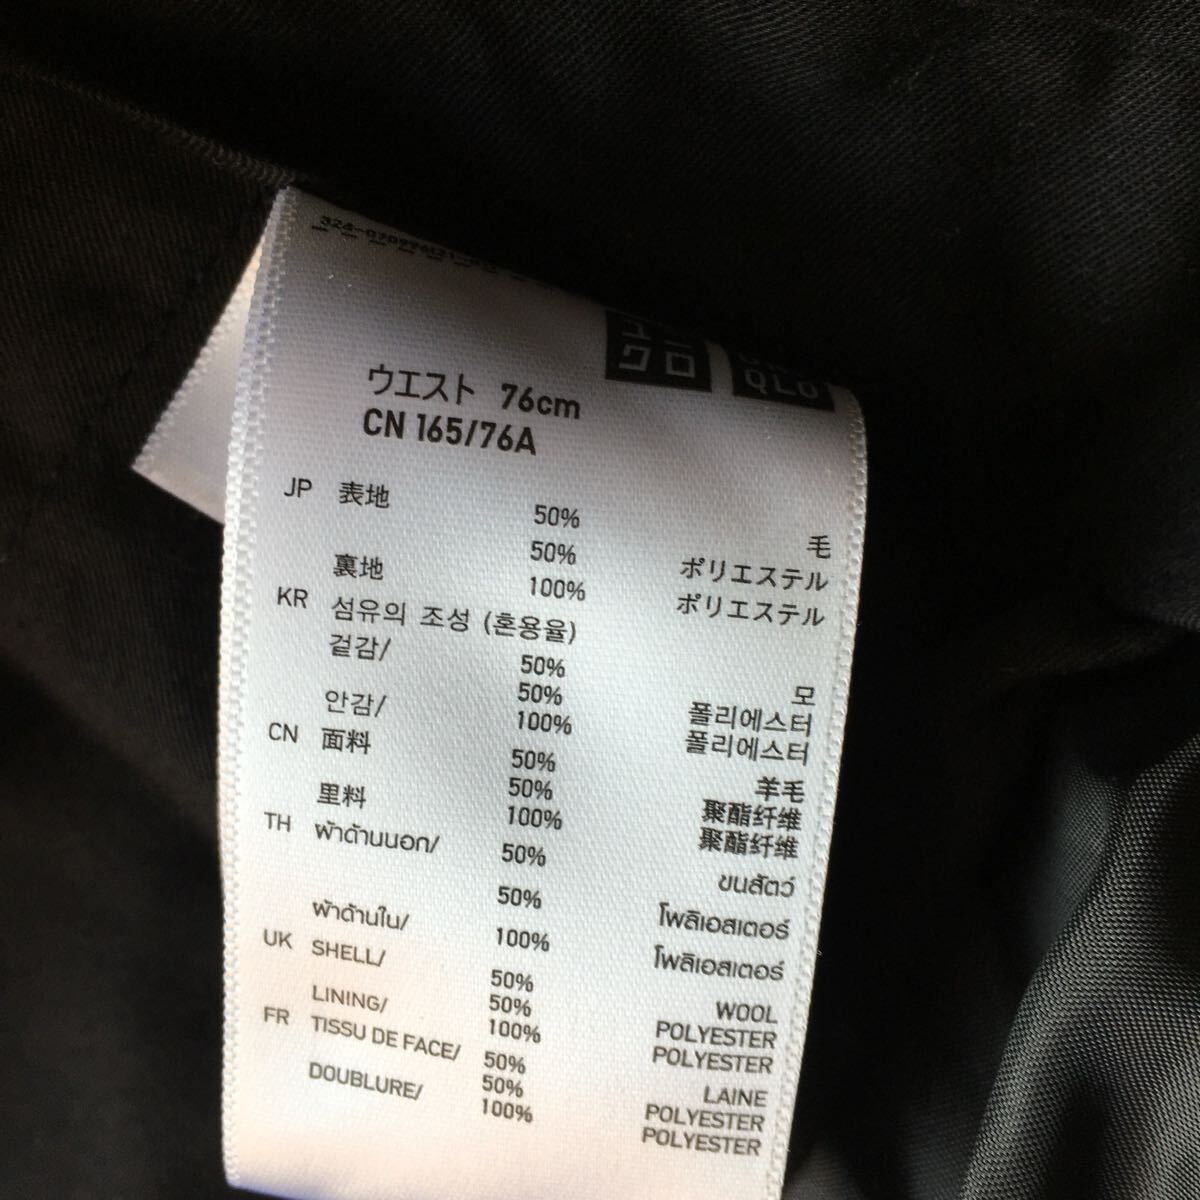 ユニ
クロ
QLO
ウエスト 76cm
CN 165/76A
JP 表地 50% 毛
50% ポリエステル
裏地 100% ポリエステル
KR 섬유의 조성 (혼용율)
겉감/ 50% 모
50% 폴리에스터
안감/ 100% 폴리에스터
CN 面料 50% 羊毛
50% 聚酯纤维
里料 100% 聚酯纤维
TH ผ้าด้านนอก/ 50% ขนสัตว์
50% โพลิเอสเตอร์
ผ้าด้านใน/ 100% โพลิเอสเตอร์
UK SHELL/ 50% WOOL
50% POLYESTER
LINING/ 100% POLYESTER
FR TISSU DE FACE/ 50% LAINE
50% POLYESTER
DOUBLURE/ 100% POLYESTER